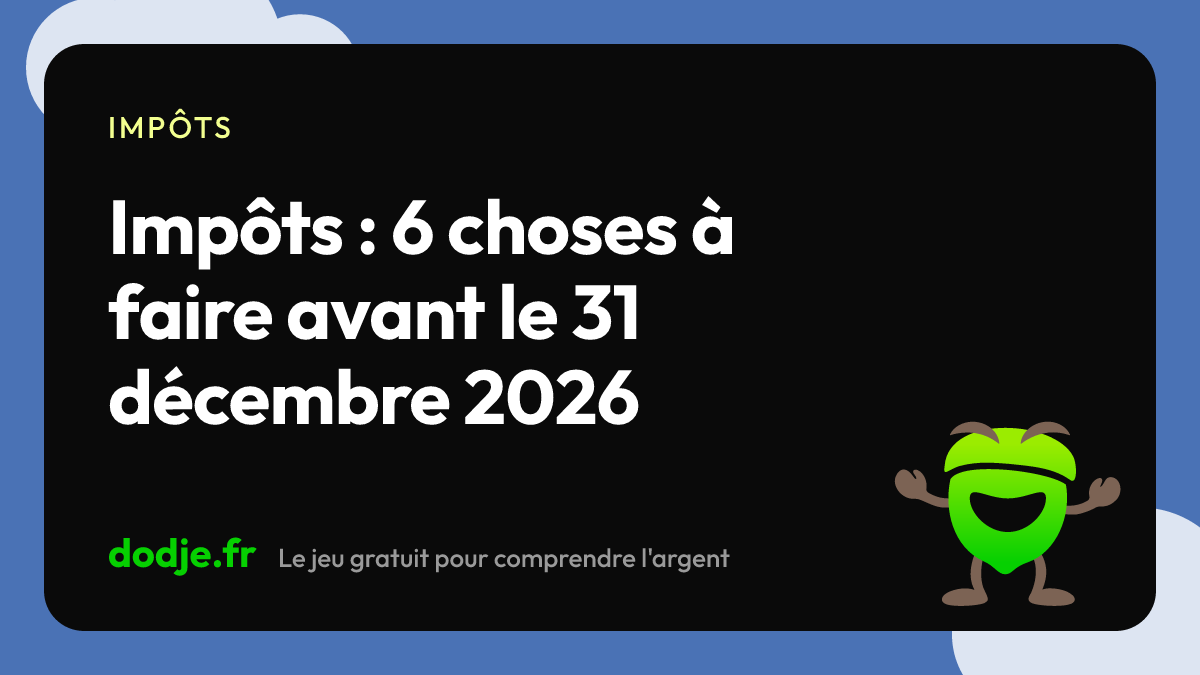 IMPÔTS
Impôts : 6 choses à
faire avant le 31
décembre 2026
dodje.fr Le jeu gratuit pour comprendre l'argent